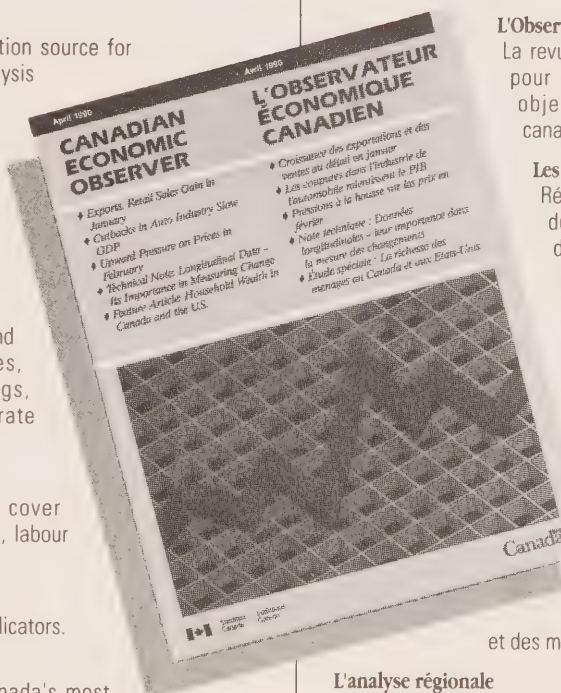 tion source for
lysis
nd
es,
gs,
rate
cover
, labour
licators.
nada's most
April 1990
CANADIAN
ECONOMIC
OBSERVER
♦ Exports, Retail Sales Gain in
January
♦ Cutbacks in Auto Industry Slow
GDP
♦ Upward Pressure on Prices in
February
♦ Technical Note: Longitudinal Data –
Its Importance in Measuring Change
♦ Feature Article: Household Wealth in
Canada and the U.S.
April 1990
L'OBSERVATEUR
ÉCONOMIQUE
CANADIEN
♦ Croissance des exportations et des
ventes au détail en janvier
♦ Les coupures dans l'industrie de
l'automobile ralentissent le PIB
♦ Pressions à la hausse sur les prix en
février
♦ Note technique : Données
longitudinales – leur importance dans
la mesure des changements
♦ Étude spéciale : La richesse des
ménages au Canada et aux États-Unis
Statistics Canada
Statistique Canada
Canada
L'Obser
La revu
pour
obje
cana
Les
Ré
d
d
et des m
L'analyse régionale